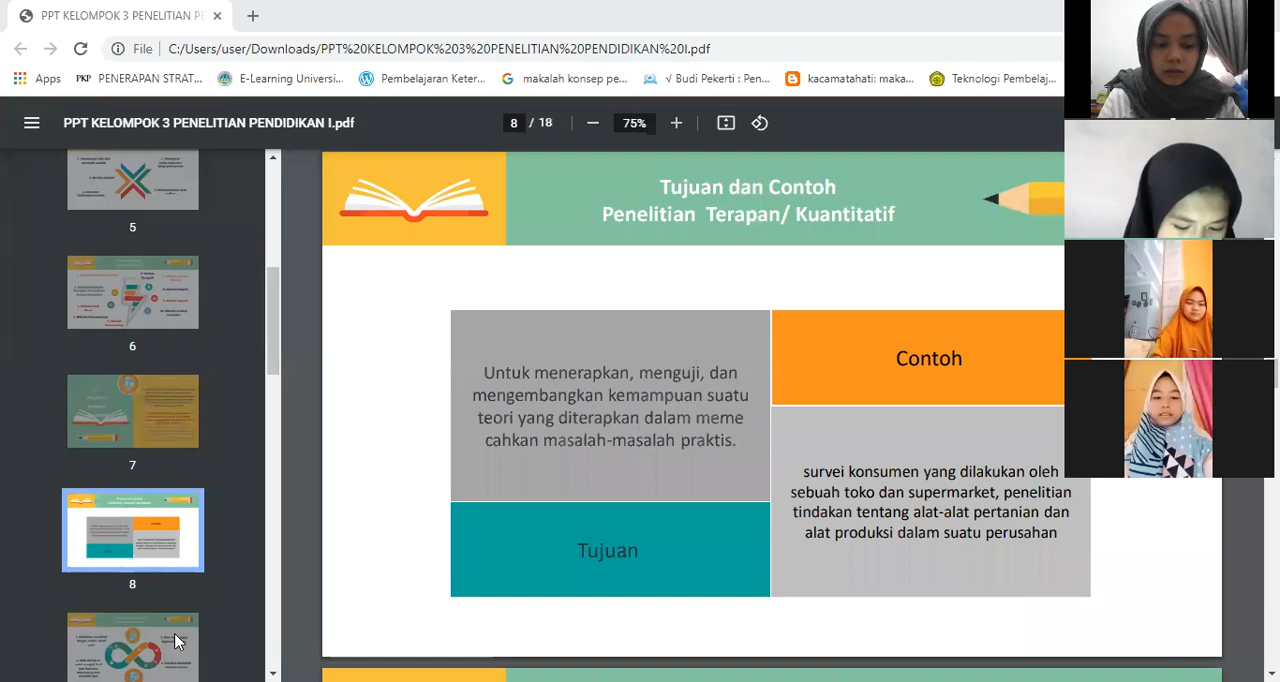 PPT KELOMPOK 3 PENELITIAN PE
File
C:/Users/user/Downloads/PPT%20KELOMPOK%203%20PENELITIAN%20PENDIDIKAN%20I.pdf
Apps
PKP PENERAPAN STRAT...
E-Learning Universi...
Pembelajaran Keter...
makalah konsep pe...
√ Budi Pekerti : Pen...
kacamatahati: maka...
Teknologi Pembelaj...
PPT KELOMPOK 3 PENELITIAN PENDIDIKAN I.pdf
8 / 18
75%
5
6
7
8
Tujuan dan Contoh
Penelitian Terapan/ Kuantitatif
Untuk menerapkan, menguji, dan
mengembangkan kemampuan suatu
teori yang diterapkan dalam meme
cahkan masalah-masalah praktis.
Tujuan
Contoh
survei konsumen yang dilakukan oleh
sebuah toko dan supermarket, penelitian
tindakan tentang alat-alat pertanian dan
alat produksi dalam suatu perusahan